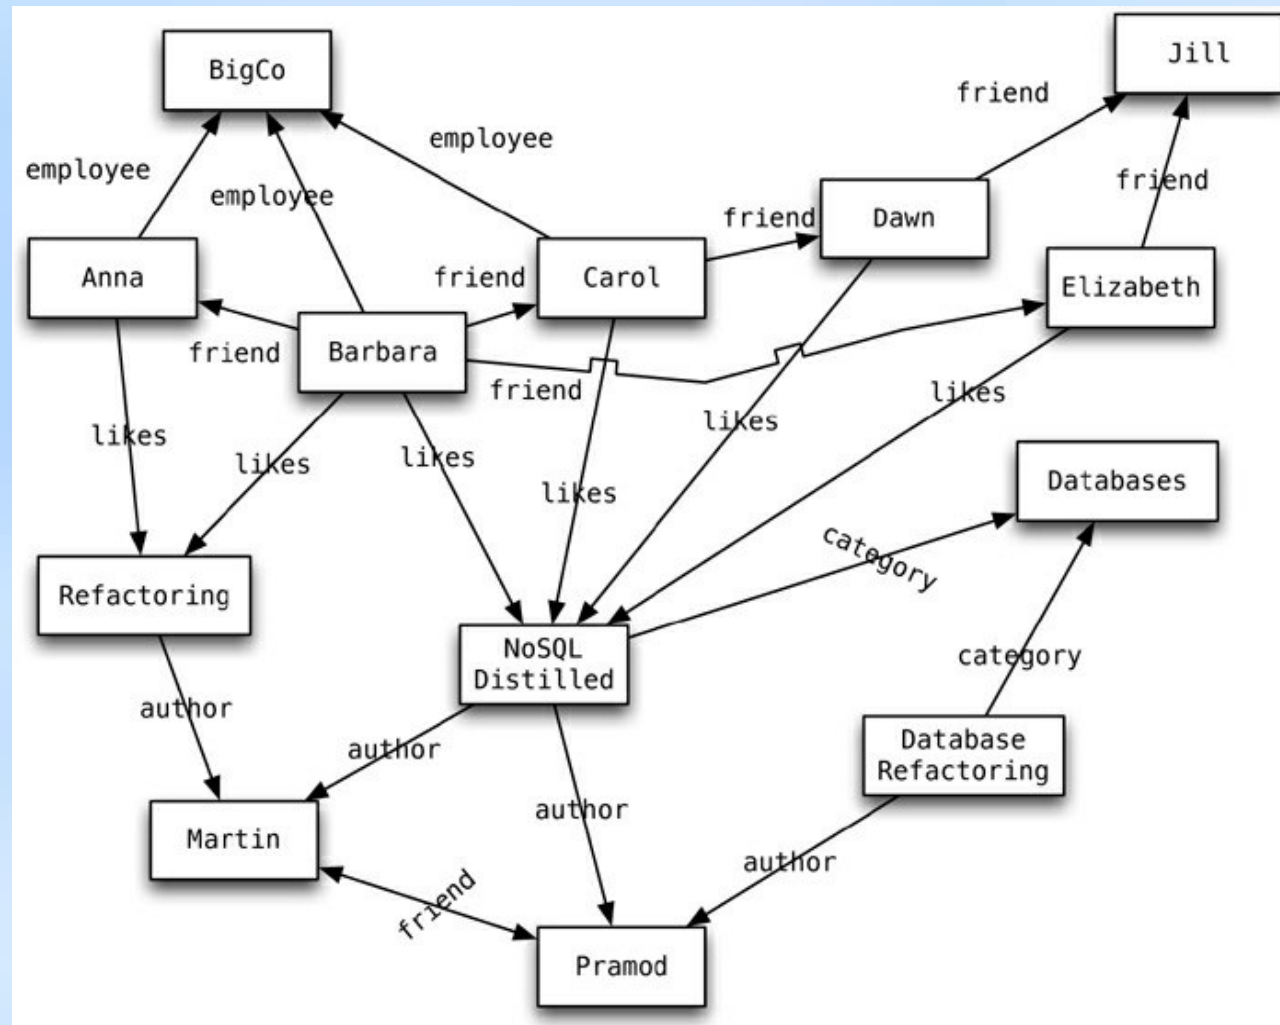 BigCo
Jill
friend
employee
employee
employee
friend
friend
Dawn
friend
Anna
Carol
Elizabeth
friend
Barbara
friend
likes
friend
likes
likes
likes
likes
likes
Databases
category
Refactoring
NoSQL
Distilled
category
author
author
Database
Refactoring
author
Martin
author
friend
Pramod